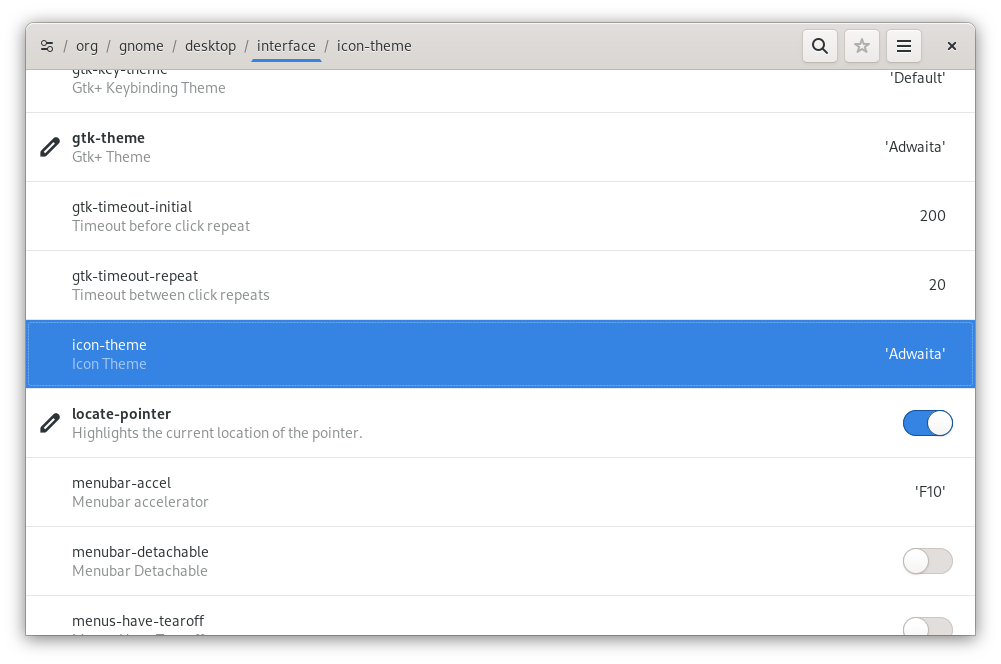 / org / gnome / desktop / interface / icon-theme
gtk-key-theme
Gtk+ Keybinding Theme
'Default'
gtk-theme
Gtk+ Theme
'Adwaita'
gtk-timeout-initial
Timeout before click repeat
200
gtk-timeout-repeat
Timeout between click repeats
20
icon-theme
Icon Theme
'Adwaita'
locate-pointer
Highlights the current location of the pointer.
menubar-accel
Menubar accelerator
'F10'
menubar-detachable
Menubar Detachable
menus-have-tearoff